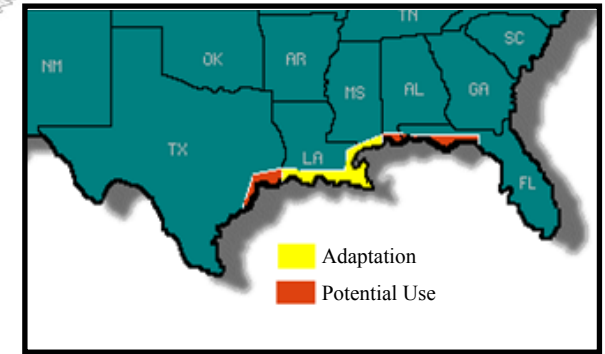 TN
SC
NM
OK
AR
MS
AL
GA
TX
LA
FL
Adaptation
Potential Use